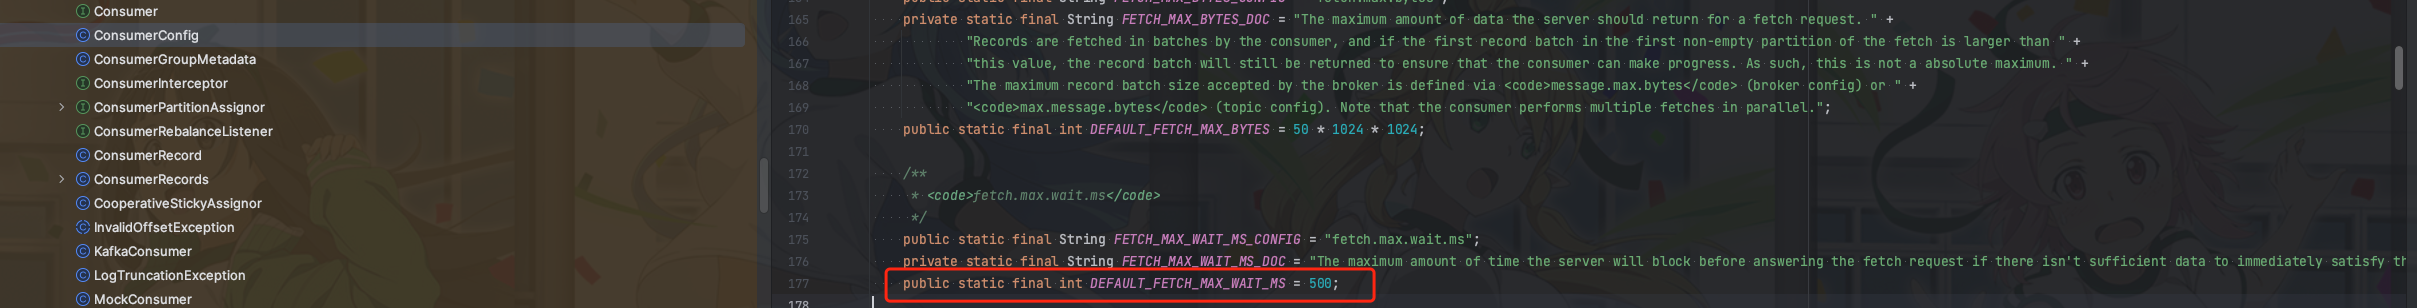 Consumer
ConsumerConfig
ConsumerGroupMetadata
ConsumerInterceptor
ConsumerPartitionAssignor
ConsumerRebalanceListener
ConsumerRecord
ConsumerRecords
CooperativeStickyAssignor
InvalidOffsetException
KafkaConsumer
LogTruncationException
MockConsumer
165 private static final String FETCH_MAX_BYTES_DOC = "The maximum amount of data the server should return for a fetch request. " +
166 "Records are fetched in batches by the consumer, and if the first record batch in the first non-empty partition of the fetch is larger than " +
167 "this value, the record batch will still be returned to ensure that the consumer can make progress. As such, this is not a absolute maximum. " +
168 "The maximum record batch size accepted by the broker is defined via <code>message.max.bytes</code> (broker config) or " +
169 "<code>max.message.bytes</code> (topic config). Note that the consumer performs multiple fetches in parallel.";
170 public static final int DEFAULT_FETCH_MAX_BYTES = 50 * 1024 * 1024;
171
172 /**
173 * <code>fetch.max.wait.ms</code>
174 */
175 public static final String FETCH_MAX_WAIT_MS_CONFIG = "fetch.max.wait.ms";
176 private static final String FETCH_MAX_WAIT_MS_DOC = "The maximum amount of time the server will block before answering the fetch request if there isn't sufficient data to immediately satisfy
177 public static final int DEFAULT_FETCH_MAX_WAIT_MS = 500;
178